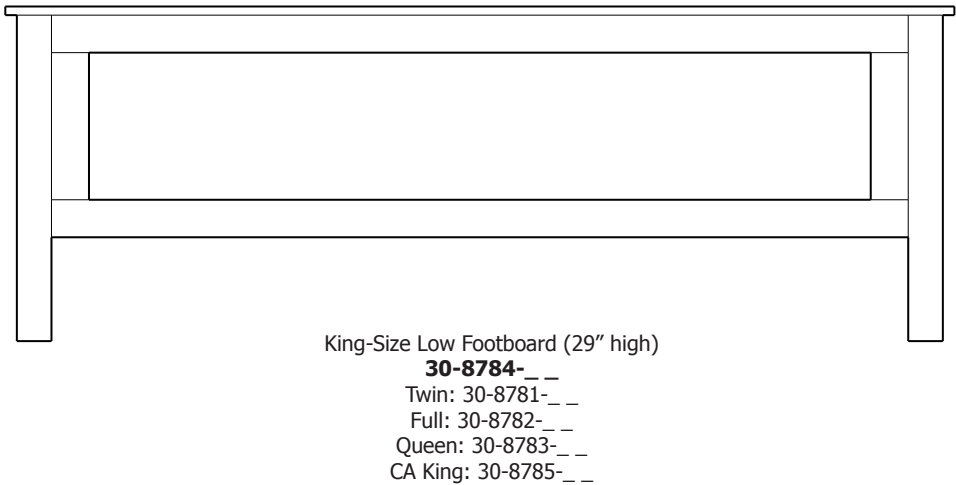 King-Size Low Footboard (29” high)
30-8784-_ _
Twin: 30-8781-_ _
Full: 30-8782-_ _
Queen: 30-8783-_ _
CA King: 30-8785-_ _